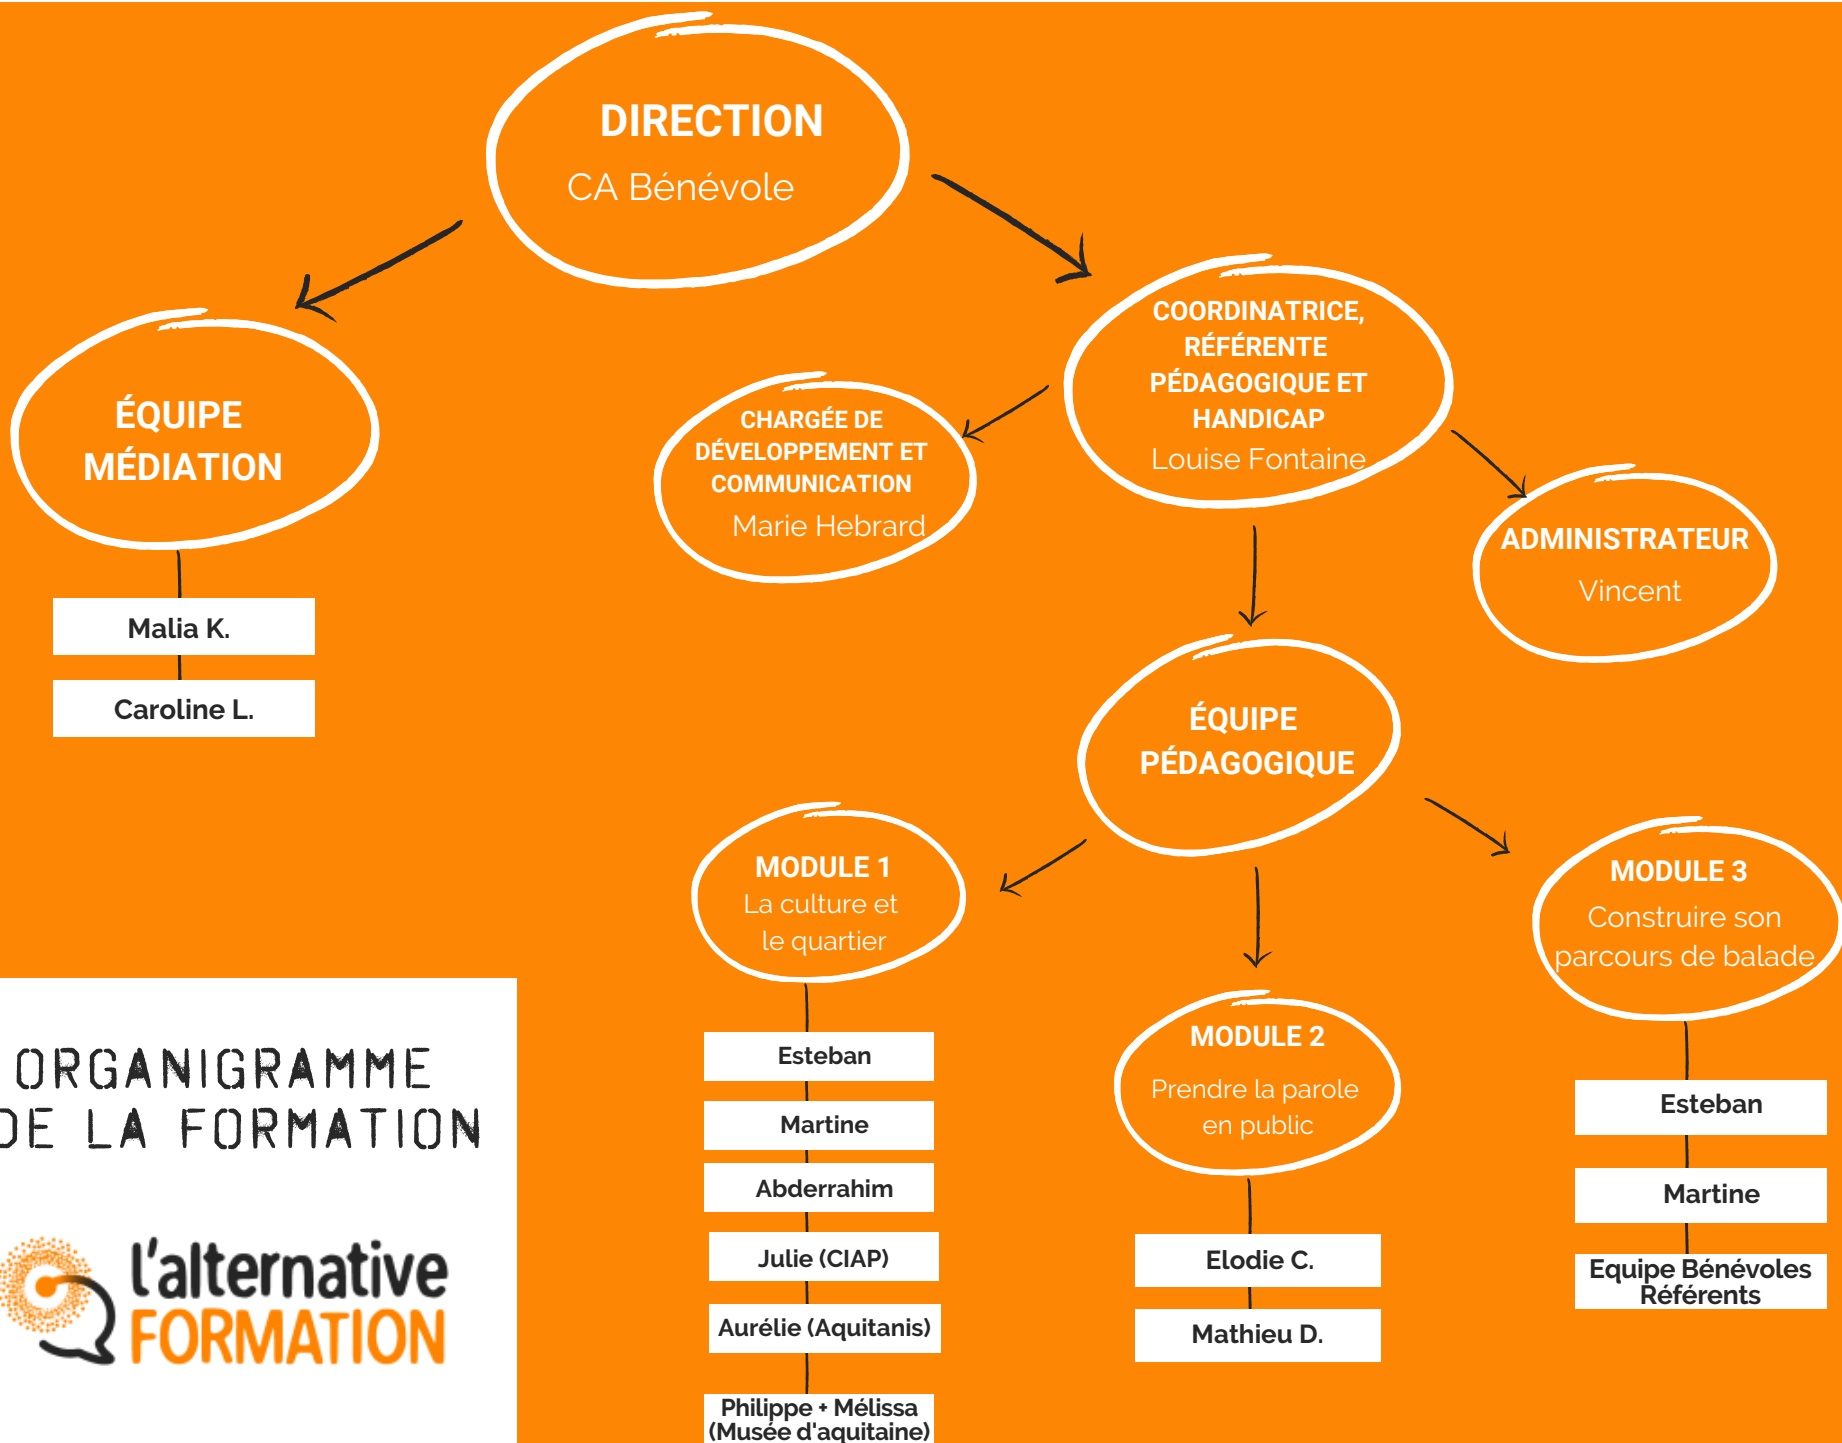 DIRECTION
CA Bénévole
COORDINATRICE,
RÉFÉRENTE
PÉDAGOGIQUE ET
HANDICAP
Louise Fontaine
ÉQUIPE
MÉDIATION
CHARGÉE DE
DÉVELOPPEMENT ET
COMMUNICATION
Marie Hebrard
ADMINISTRATEUR
Vincent
Malia K.
Caroline L.
ÉQUIPE
PÉDAGOGIQUE
MODULE 1
La culture et
le quartier
Esteban
Martine
Abderrahim
Julie (CIAP)
Aurélie (Aquitanis)
Philippe + Mélissa
(Musée d'aquitaine)
MODULE 2
Prendre la parole
en public
Elodie C.
Mathieu D.
MODULE 3
Construire son
parcours de balade
Esteban
Martine
Equipe Bénévoles
Référents
ORGANIGRAMME
DE LA FORMATION
l'alternative
FORMATION